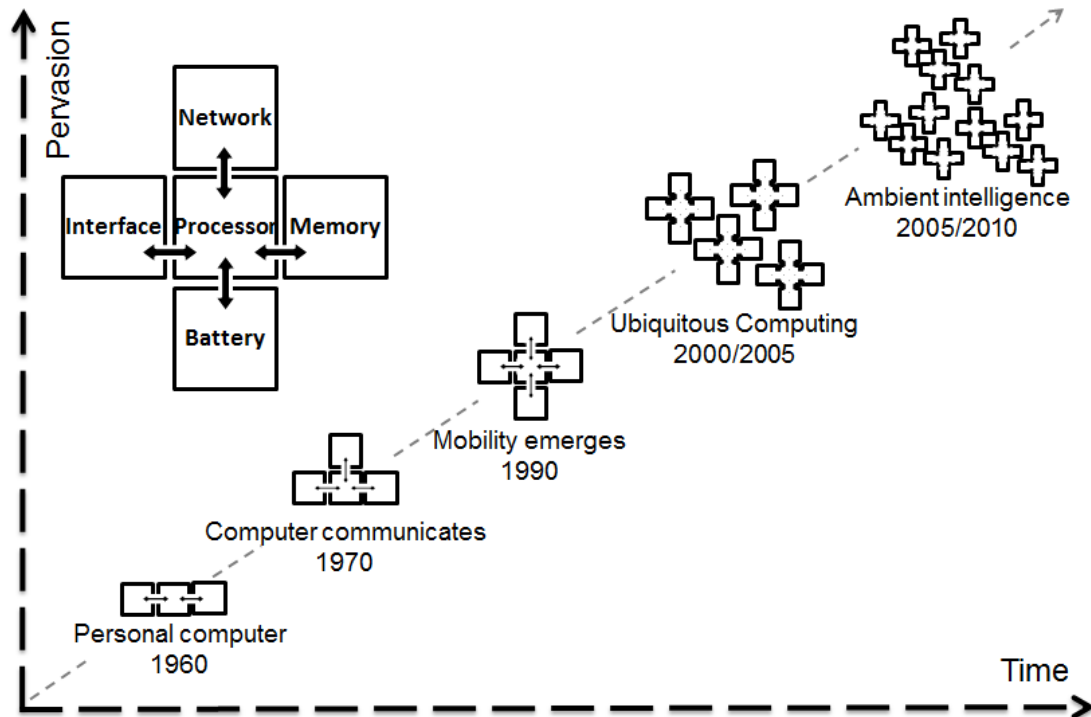 Pervasion
Network
Interface
Processor
Memory
Battery
Ambient intelligence
2005/2010
Ubiquitous Computing
2000/2005
Mobility emerges
1990
Computer communicates
1970
Personal computer
1960
Time